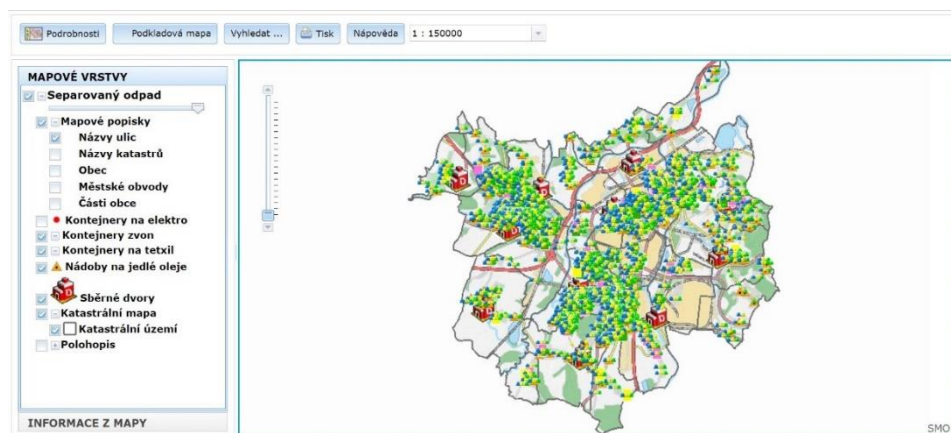 Podrobnosti
Podkladová mapa
Vyhledat ...
Tisk
Nápověda
1 : 150000
MAPOVÉ VRSTVY
Separovaný odpad
Mapové popisky
Názvy ulic
Názvy katastrů
Obec
Městské obvody
Části obce
Kontejnery na elektro
Kontejnery zvon
Kontejnery na tetxil
Nádoby na jedlé oleje
Sběrné dvory
Katastrální mapa
Katastrální území
Polohopis
INFORMACE Z MAPY
SMO